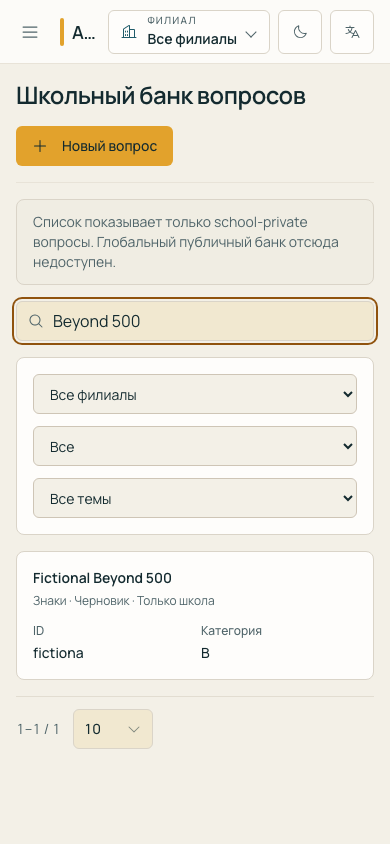 А...
ФИЛИАЛ
Все филиалы
Школьный банк вопросов
Новый вопрос
Список показывает только school-private
вопросы. Глобальный публичный банк отсюда
недоступен.
Beyond 500
Все филиалы
Все
Все темы
Fictional Beyond 500
Знаки · Черновик · Только школа
ID
Категория
fictiona
B
1–1 / 1
10